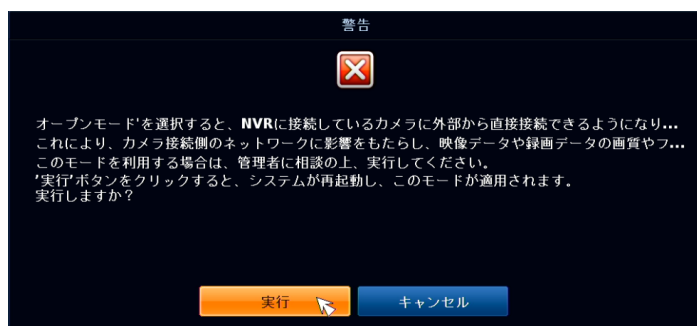 警告
オープンモード'を選択すると、NVRに接続しているカメラに外部から直接接続できるようになり...
これにより、カメラ接続側のネットワークに影響をもたらし、映像データや録画データの画質やフ...
このモードを利用する場合は、管理者に相談の上、実行してください。
'実行'ボタンをクリックすると、システムが再起動し、このモードが適用されます。
実行しますか？
実行
キャンセル